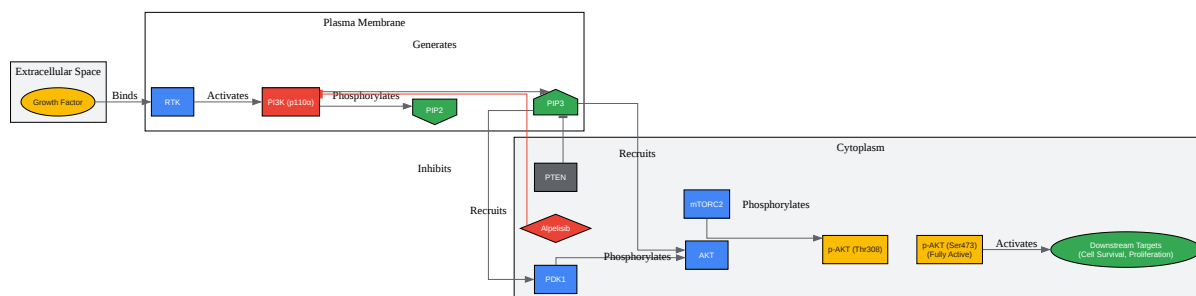 Plasma Membrane
Generates
Extracellular Space
Growth Factor
Binds
RTK
Activates
PI3K (p110α)
Phosphorylates
PIP2
PIP3
Cytoplasm
Recruits
Inhibits
PTEN
Recruits
mTORC2
Phosphorylates
Alpelisib
Phosphorylates
AKT
p-AKT (Thr308)
p-AKT (Ser473)
(Fully Active)
Activates
Downstream Targets
(Cell Survival, Proliferation)
PDK1